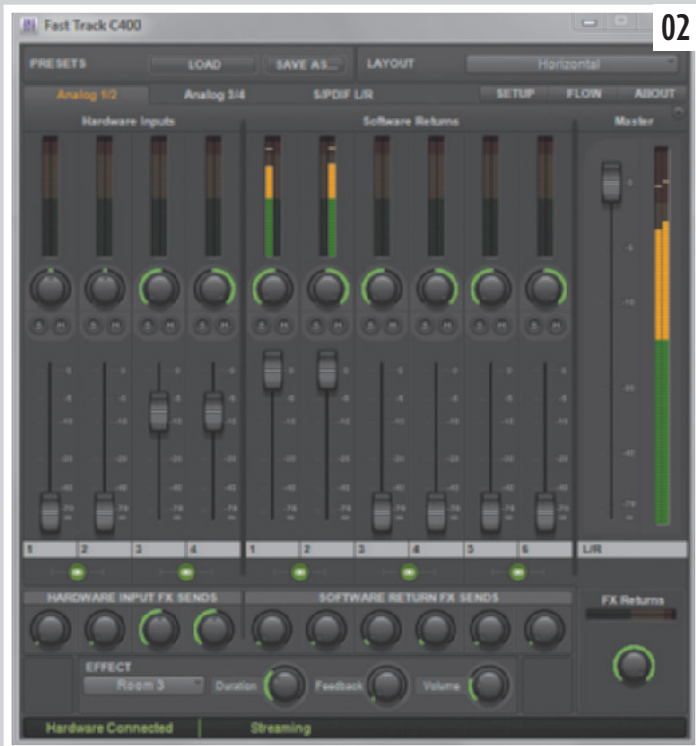 02
Fast Track C400
PRESETS LOAD SAVE AS... LAYOUT Horizontal
Analog 1/2 Analog 3/4 S/PDIF L/R SETUP FLOW ABOUT
Hardware Inputs Software Returns Master
S M S M S M S M S M S M S M S M S M S M
1 2 3 4 1 2 3 4 5 6 L/R
HARDWARE INPUT FX SENDS SOFTWARE RETURN FX SENDS FX Returns
EFFECT
Room 3 Duration Feedback Volume
Hardware Connected Streaming